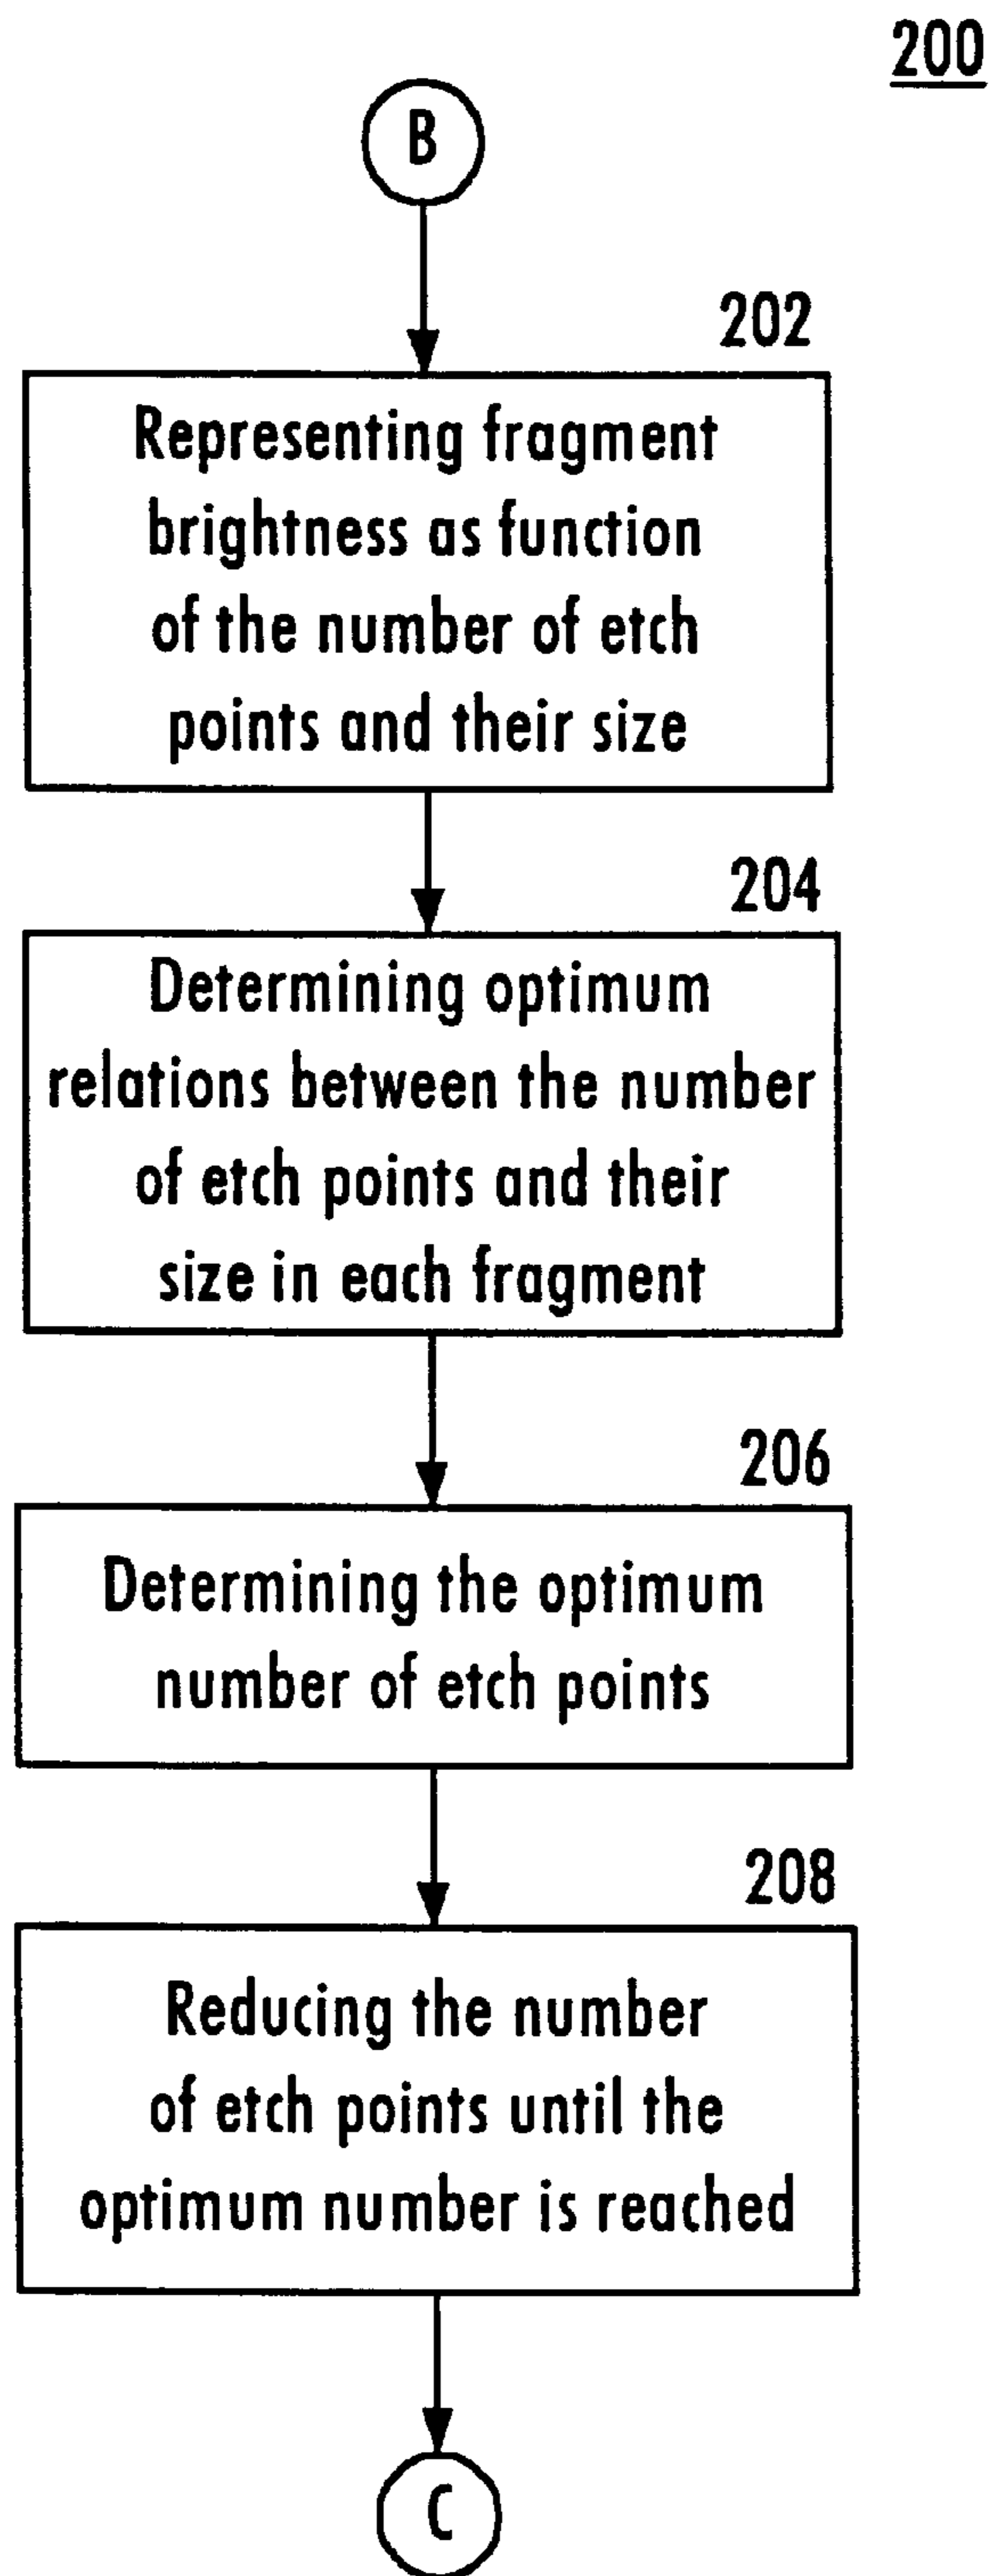 200
B
202
Representing fragment
brightness as function
of the number of etch
points and their size
204
Determining optimum
relations between the number
of etch points and their
size in each fragment
206
Determining the optimum
number of etch points
208
Reducing the number
of etch points until the
optimum number is reached
C